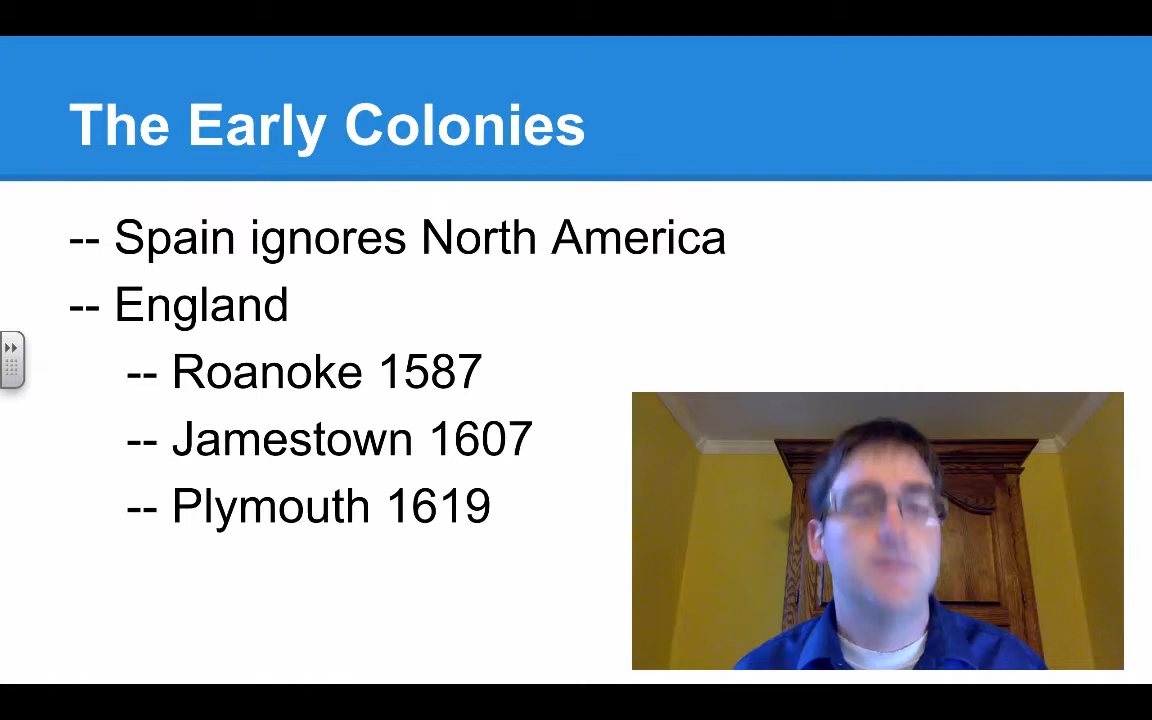 The Early Colonies
-- Spain ignores North America
-- England
-- Roanoke 1587
-- Jamestown 1607
-- Plymouth 1619